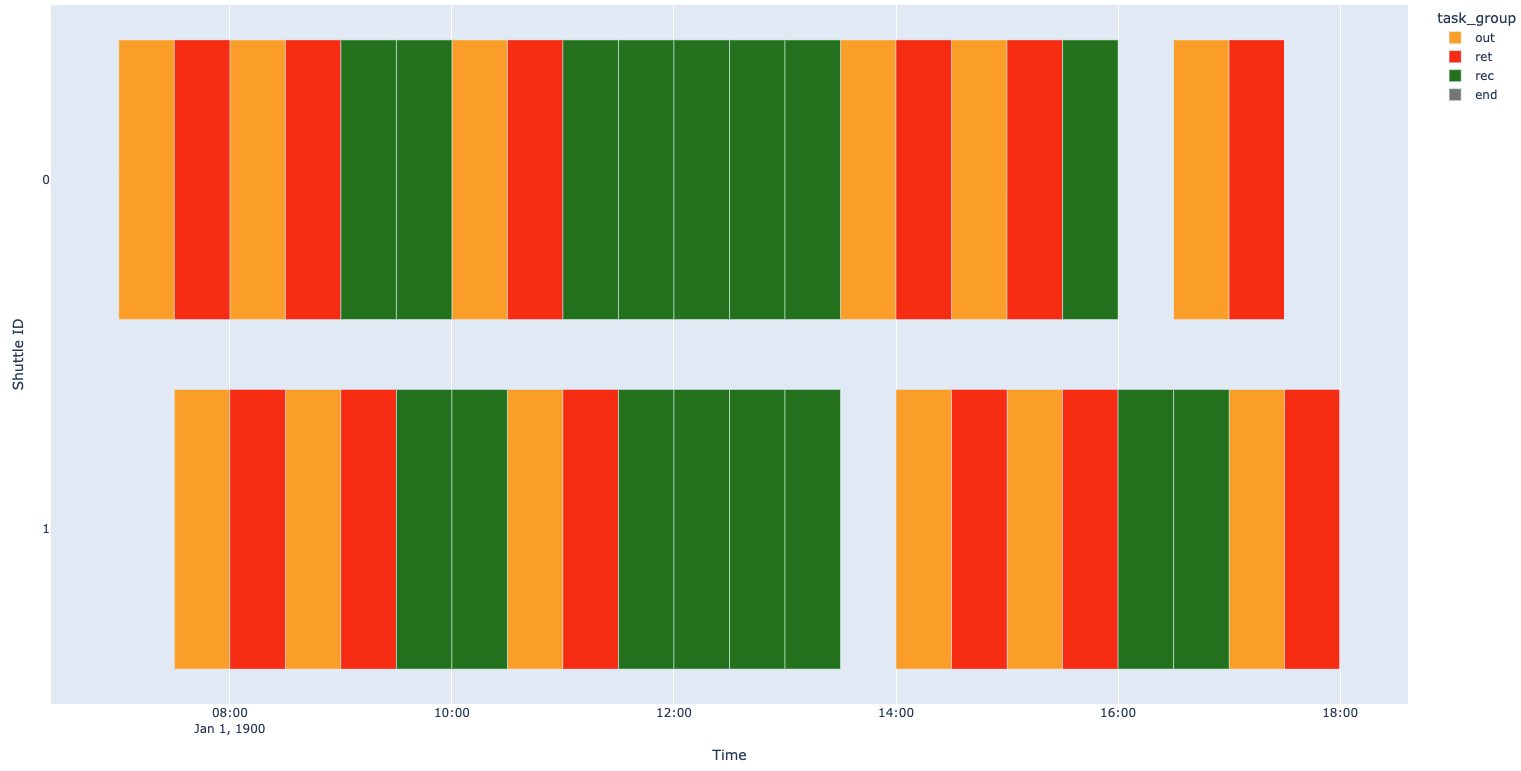 task_group
out
ret
rec
end
0
1
Shuttle ID
08:00
10:00
12:00
14:00
16:00
18:00
Jan 1, 1900
Time